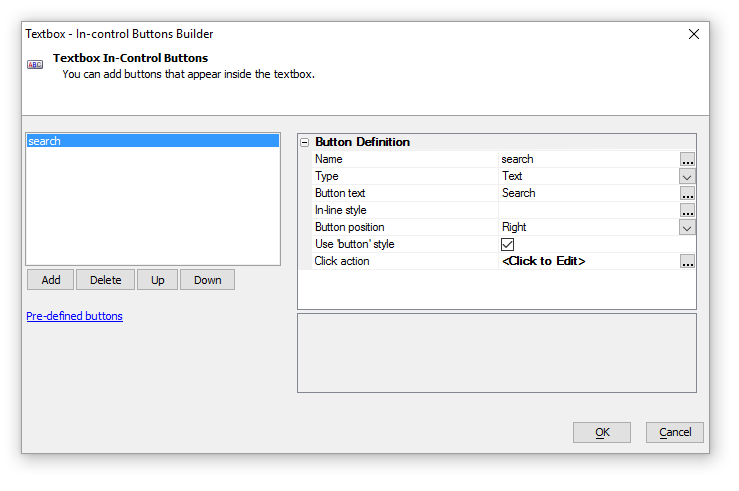 Textbox - In-control Buttons Builder
ABC
Textbox In-Control Buttons
You can add buttons that appear inside the textbox.
search
Add Delete Up Down
Pre-defined buttons
Button Definition
Name search ...
Type Text
Button text Search ...
In-line style ...
Button position Right
Use 'button' style
Click action <Click to Edit> ...
OK Cancel